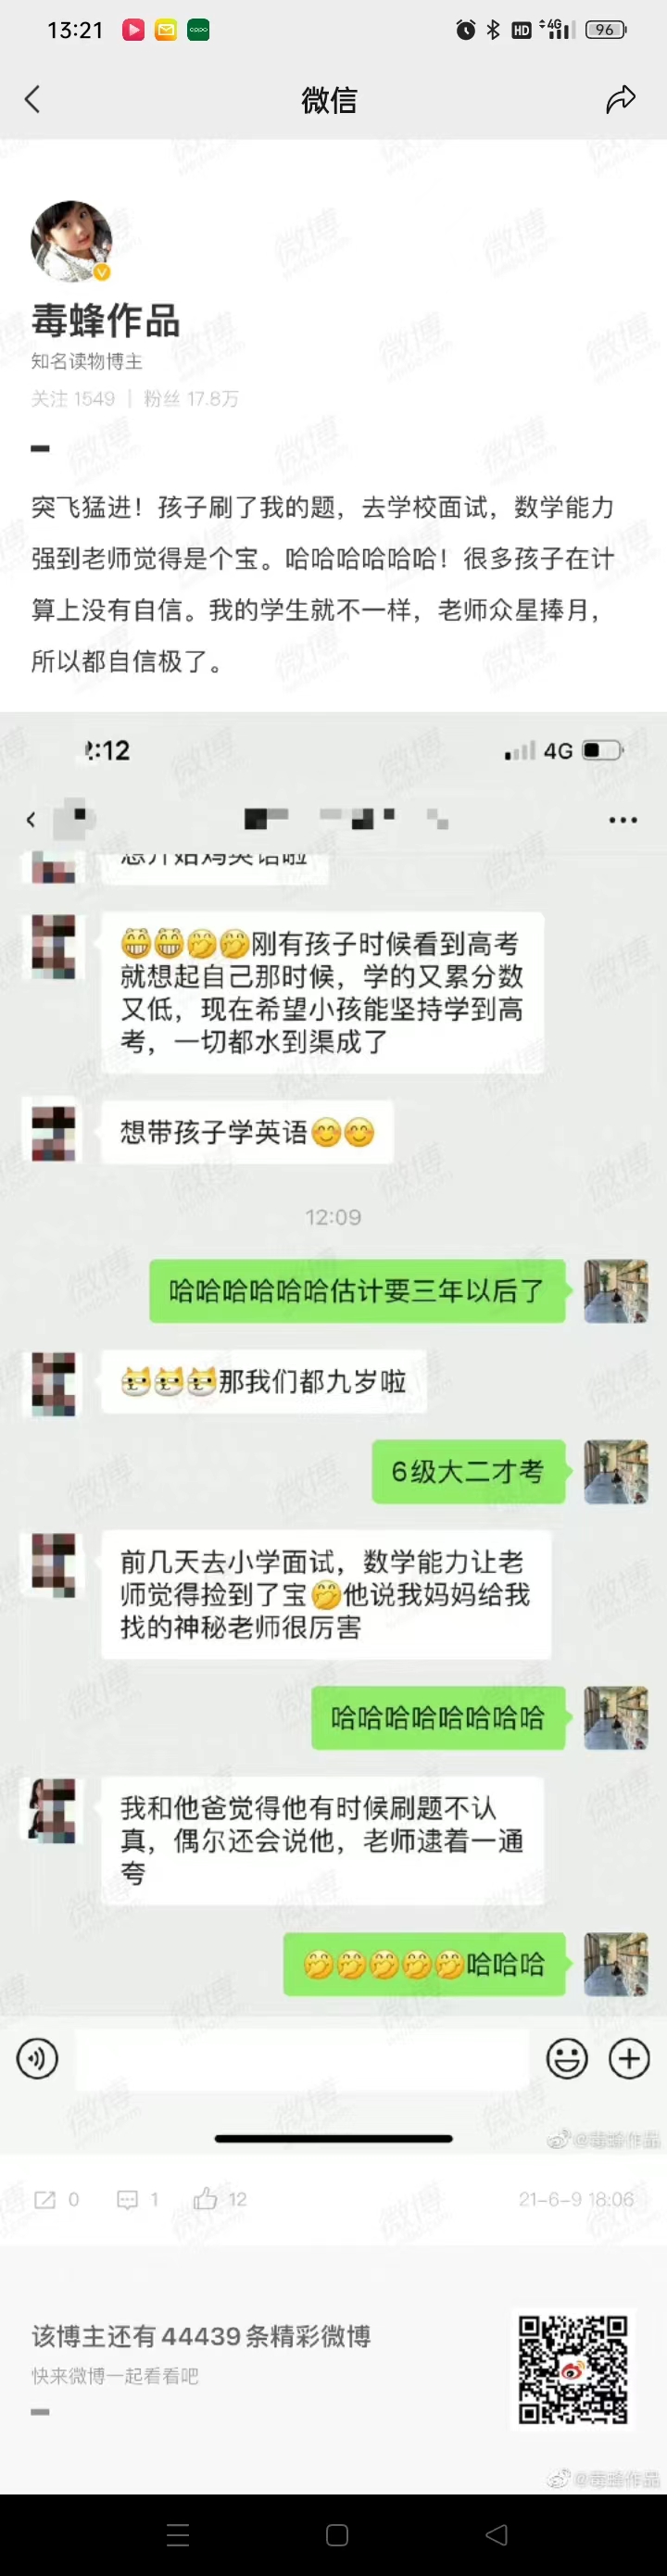 13:21
HD
4G
96
微信
毒蜂作品
知名读物博主
关注 1549 | 粉丝 17.8万
突飞猛进！孩子刷了我的题，去学校面试，数学能力
强到老师觉得是个宝。哈哈哈哈哈哈！很多孩子在计
算上没有自信。我的学生就不一样，老师众星捧月，
所以都自信极了。
:12
4G
😁😁🤭🤭刚有孩子时候看到高考
就想起自己那时候，学的又累分数
又低，现在希望小孩能坚持学到高
考，一切都水到渠成了
想带孩子学英语😊😊
12:09
哈哈哈哈哈哈估计要三年以后了
那我们都九岁啦
6级大二才考
前几天去小学面试，数学能力让老
师觉得捡到了宝🤭他说我妈妈给我
找的神秘老师很厉害
哈哈哈哈哈哈哈哈
我和他爸觉得他有时候刷题不认
真，偶尔还会说他，老师逮着一通
夸
🤭🤭🤭🤭🤭哈哈哈
@毒蜂作品
0
1
12
21-6-9 18:06
该博主还有 44439 条精彩微博
快来微博一起看看吧
@毒蜂作品